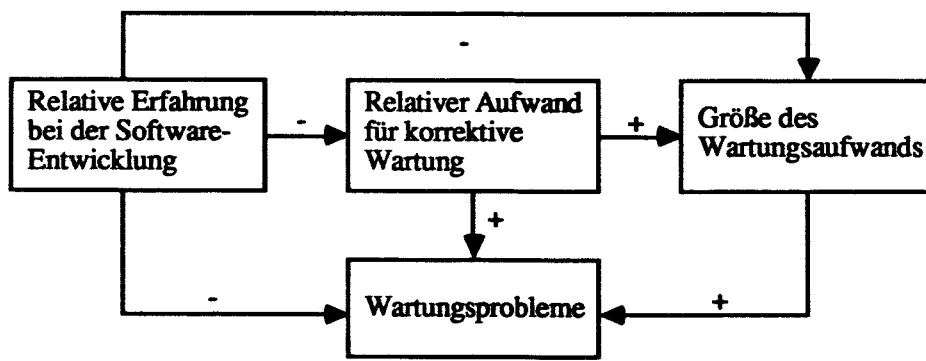 -
Relative Erfahrung
bei der Software-
Entwicklung
-
Relativer Aufwand
für korrektive
Wartung
+
Größe des
Wartungsaufwands
+
-
Wartungsprobleme
+